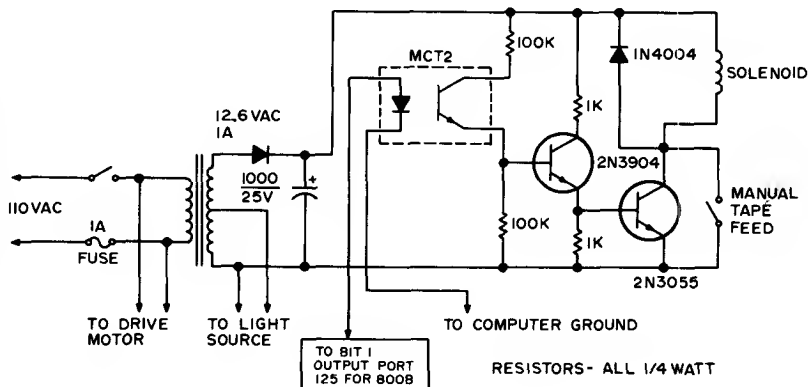 100K
MCT2
1N4004
SOLENOID
12.6 VAC
1A
1K
2N3904
1000
25V
+
110VAC
1A
FUSE
100K
1K
MANUAL
TAPE
FEED
2N3055
TO DRIVE
MOTOR
TO LIGHT
SOURCE
TO COMPUTER GROUND
TO BIT 1
OUTPUT PORT
125 FOR 8008
RESISTORS- ALL 1/4 WATT